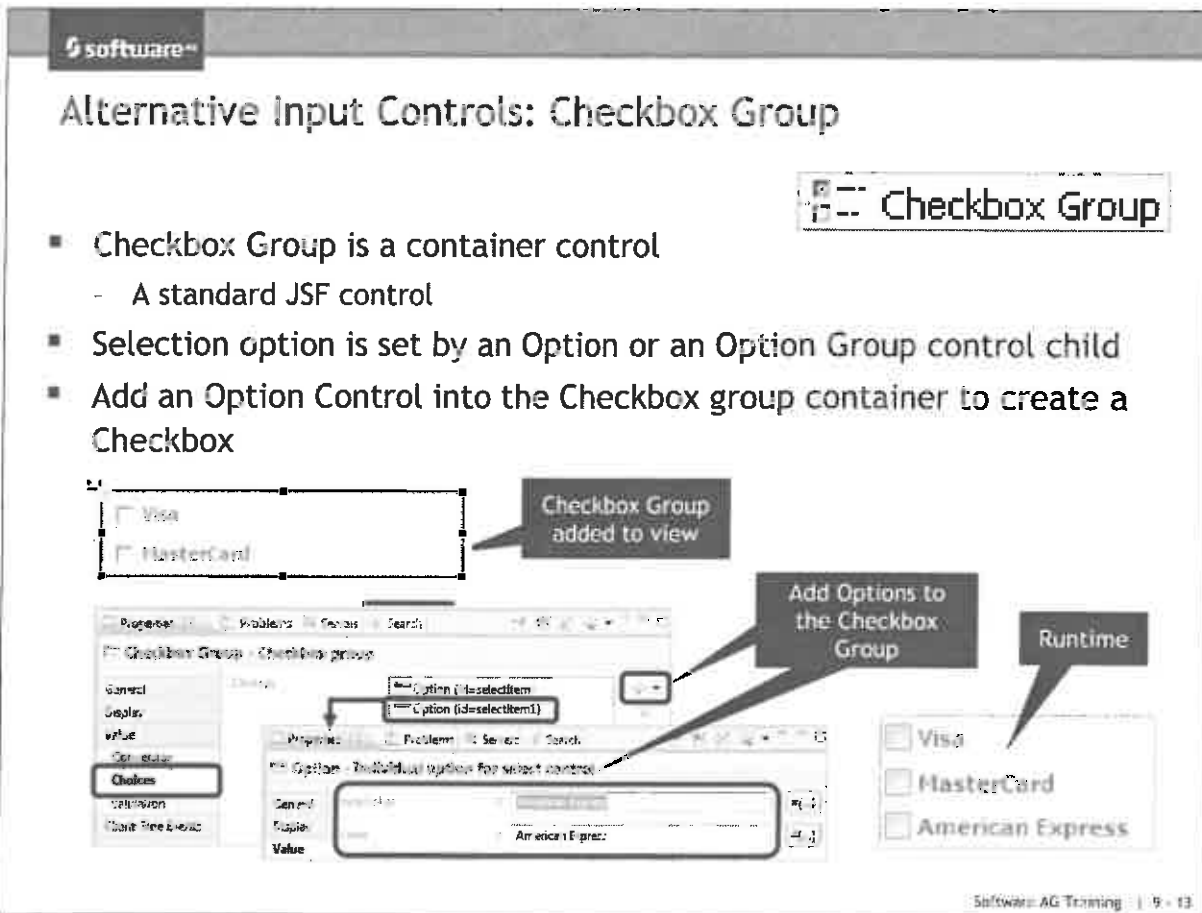 software
Alternative Input Controls: Checkbox Group
Checkbox Group
▪ Checkbox Group is a container control
- A standard JSF control
▪ Selection option is set by an Option or an Option Group control child
▪ Add an Option Control into the Checkbox group container to create a
Checkbox
Visa
MasterCard
Checkbox Group
added to view
Add Options to
the Checkbox
Group
Runtime
Properties Problems Servers Search
Checkbox Group - Checkbox group
General
Option (id=selectItem
Display
Option (id=selectItem1)
Value
Choices
Validation
Properties Problems Servers Search
Option - Individual option for select control
General
Display
American Express
Value
Visa
MasterCard
American Express
Software AG Training | 9 - 13